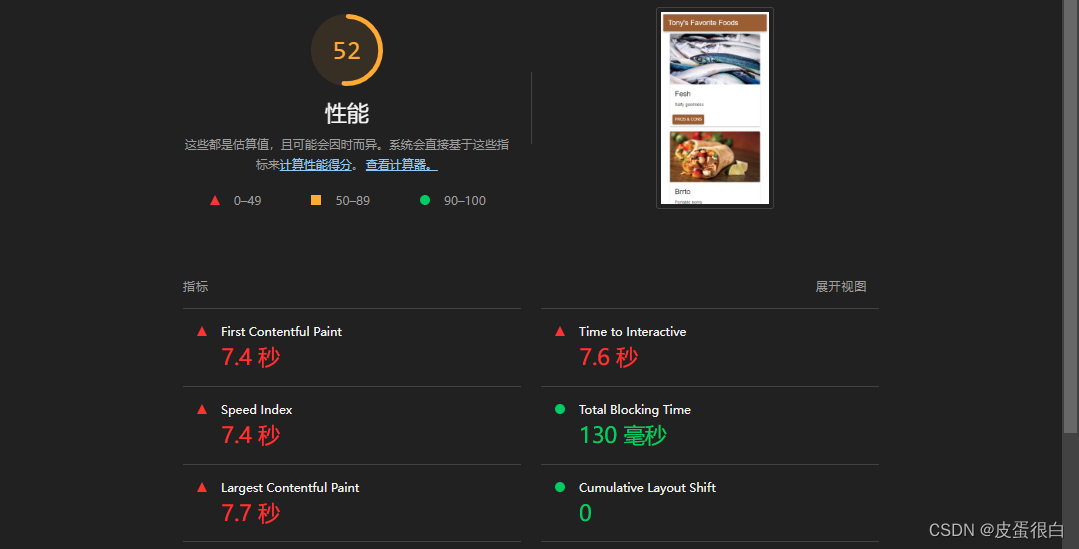 52
性能
这些都是估算值，且可能会因时而异。系统会直接基于这些指
标来计算性能得分。 查看计算器。
0–49
50–89
90–100
Tony's Favorite Foods
Fesh
Salty goodness
PROS & CONS
Brrto
Portable yumy
指标
展开视图
First Contentful Paint
7.4 秒
Time to Interactive
7.6 秒
Speed Index
7.4 秒
Total Blocking Time
130 毫秒
Largest Contentful Paint
7.7 秒
Cumulative Layout Shift
0
CSDN @皮蛋很白